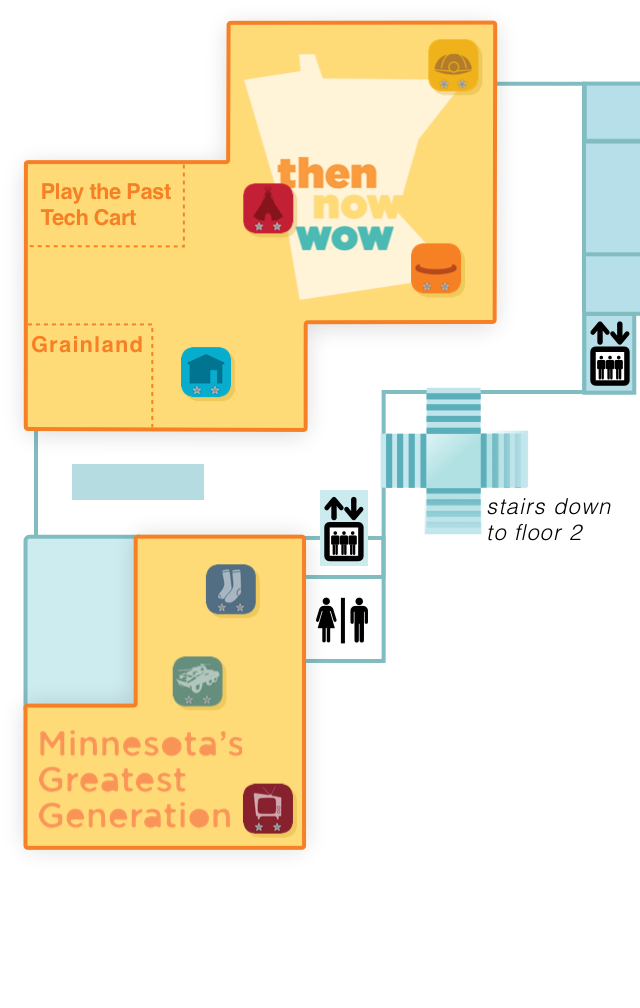 then
now
wow
Play the Past
Tech Cart
Grainland
stairs down
to floor 2
Minnesota's
Greatest
Generation